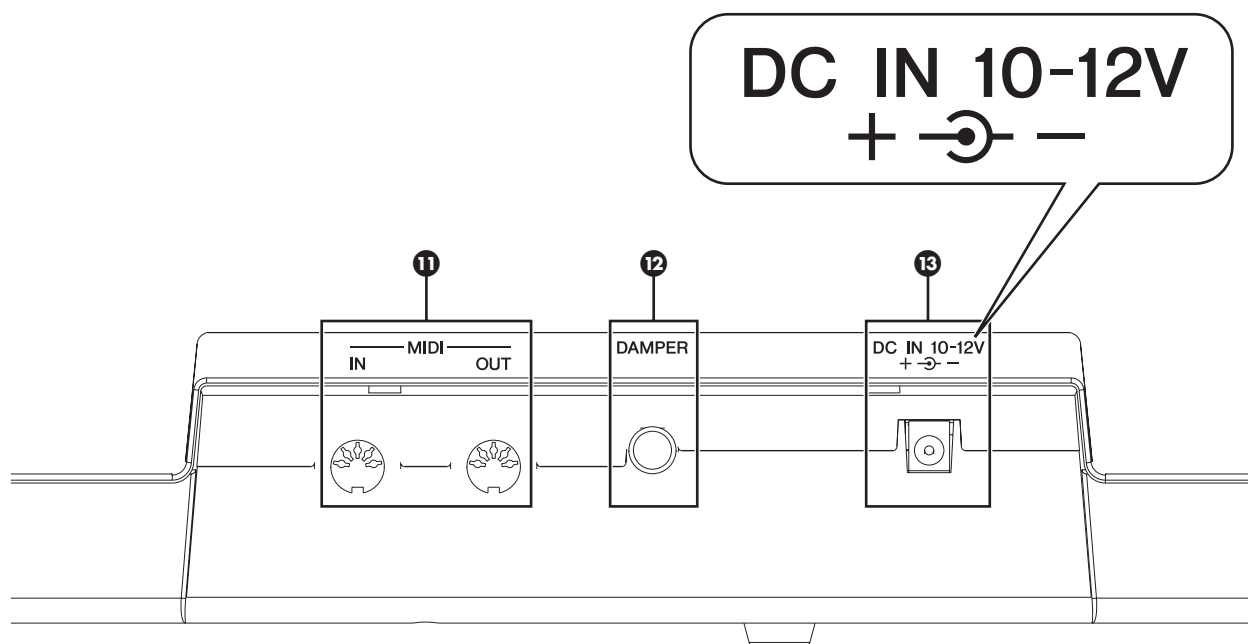 DC IN 10-12V
+ −
11
12
13
MIDI
IN OUT
DAMPER
DC IN 10-12V
+ −